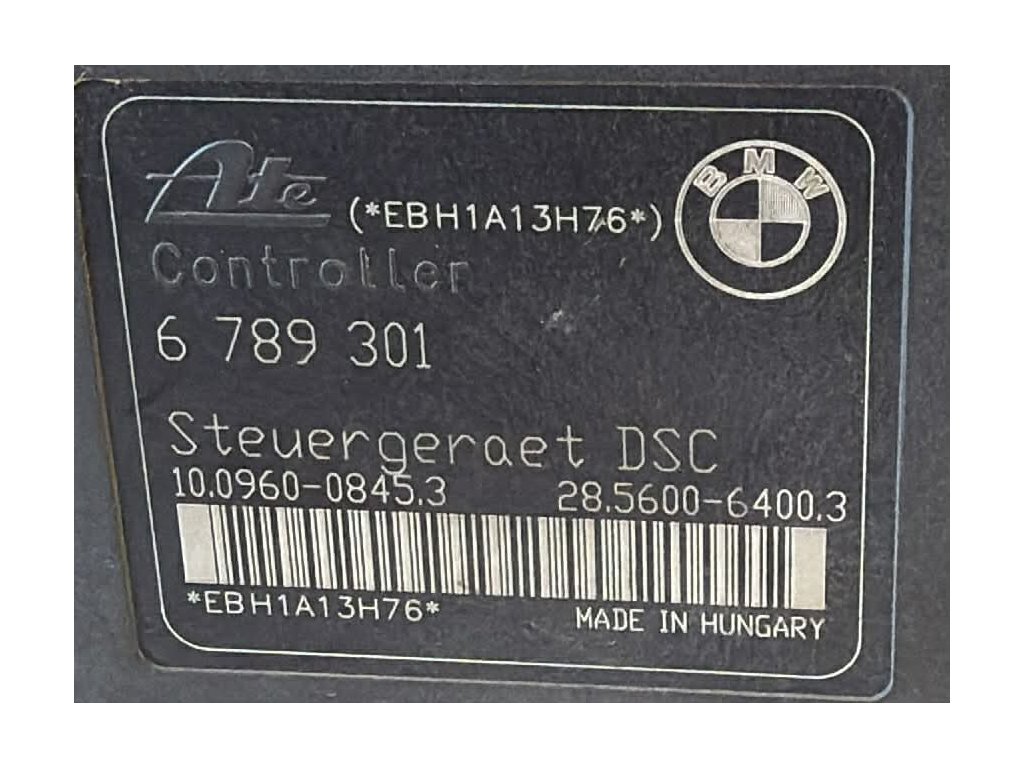 Ate (*EBH1A13H76*) BMW
Controller
6 789 301
Steuergeraet DSC
10.0960-0845.3 28.5600-6400.3
*EBH1A13H76* MADE IN HUNGARY